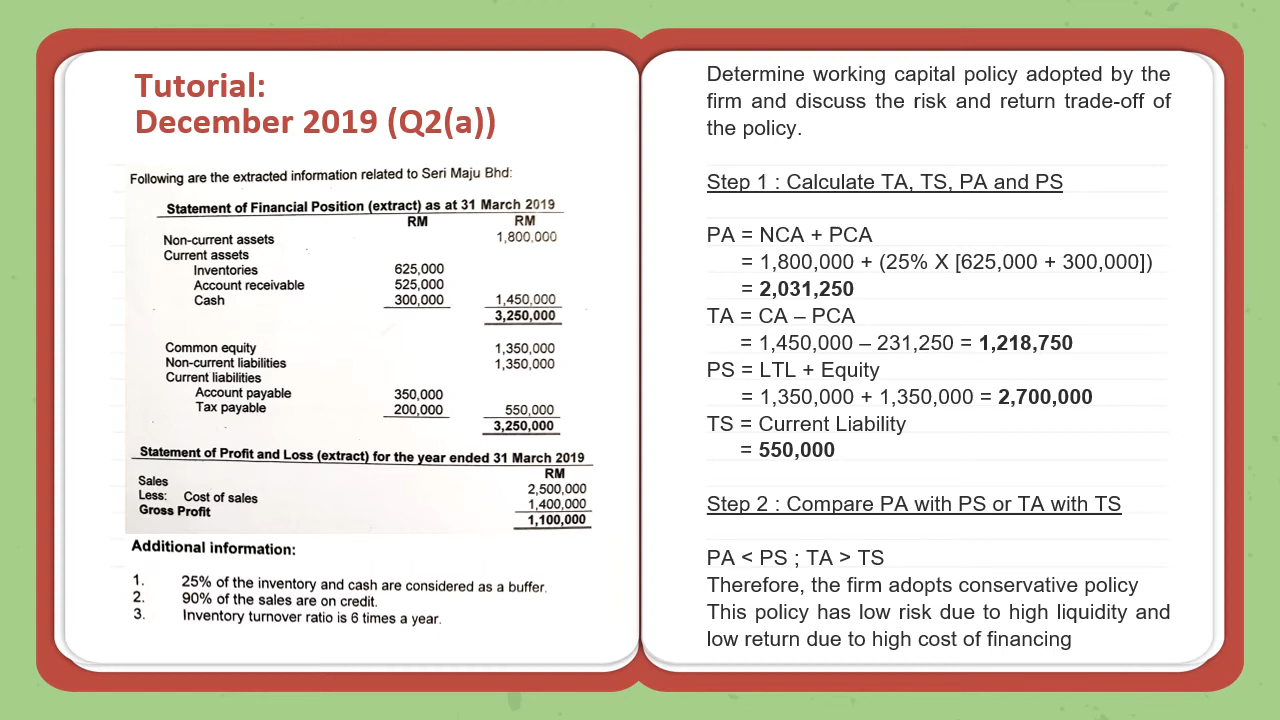 Tutorial:
December 2019 (Q2(a))
Following are the extracted information related to Seri Maju Bhd:
Statement of Financial Position (extract) as at 31 March 2019
RM RM
Non-current assets 1,800,000
Current assets
Inventories 625,000
Account receivable 525,000
Cash 300,000 1,450,000
3,250,000
Common equity 1,350,000
Non-current liabilities 1,350,000
Current liabilities
Account payable 350,000
Tax payable 200,000 550,000
3,250,000
Statement of Profit and Loss (extract) for the year ended 31 March 2019
RM
Sales 2,500,000
Less: Cost of sales 1,400,000
Gross Profit 1,100,000
Additional information:
1. 25% of the inventory and cash are considered as a buffer.
2. 90% of the sales are on credit.
3. Inventory turnover ratio is 6 times a year.
Determine working capital policy adopted by the
firm and discuss the risk and return trade-off of
the policy.
Step 1 : Calculate TA, TS, PA and PS
PA = NCA + PCA
= 1,800,000 + (25% X [625,000 + 300,000])
= 2,031,250
TA = CA – PCA
= 1,450,000 – 231,250 = 1,218,750
PS = LTL + Equity
= 1,350,000 + 1,350,000 = 2,700,000
TS = Current Liability
= 550,000
Step 2 : Compare PA with PS or TA with TS
PA < PS ; TA > TS
Therefore, the firm adopts conservative policy
This policy has low risk due to high liquidity and
low return due to high cost of financing